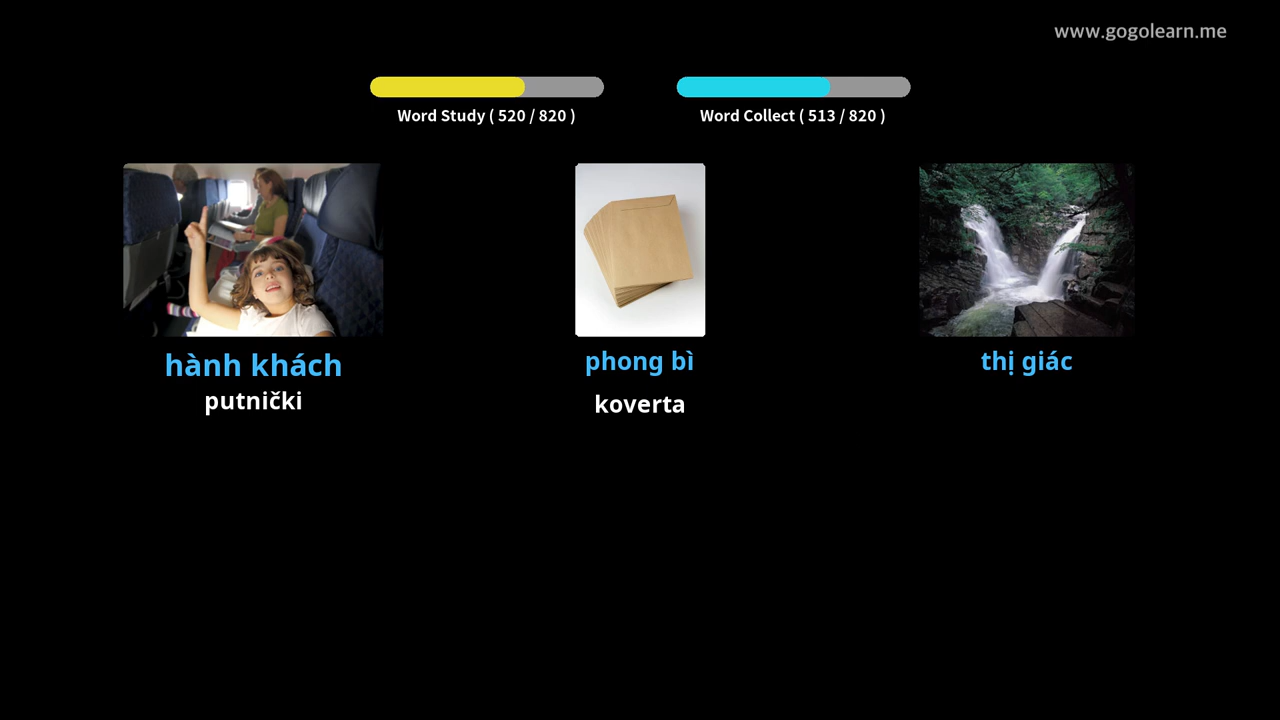 www.gogolearn.me
Word Study ( 520 / 820 )
Word Collect ( 513 / 820 )
hành khách
putnički
phong bì
koverta
thị giác